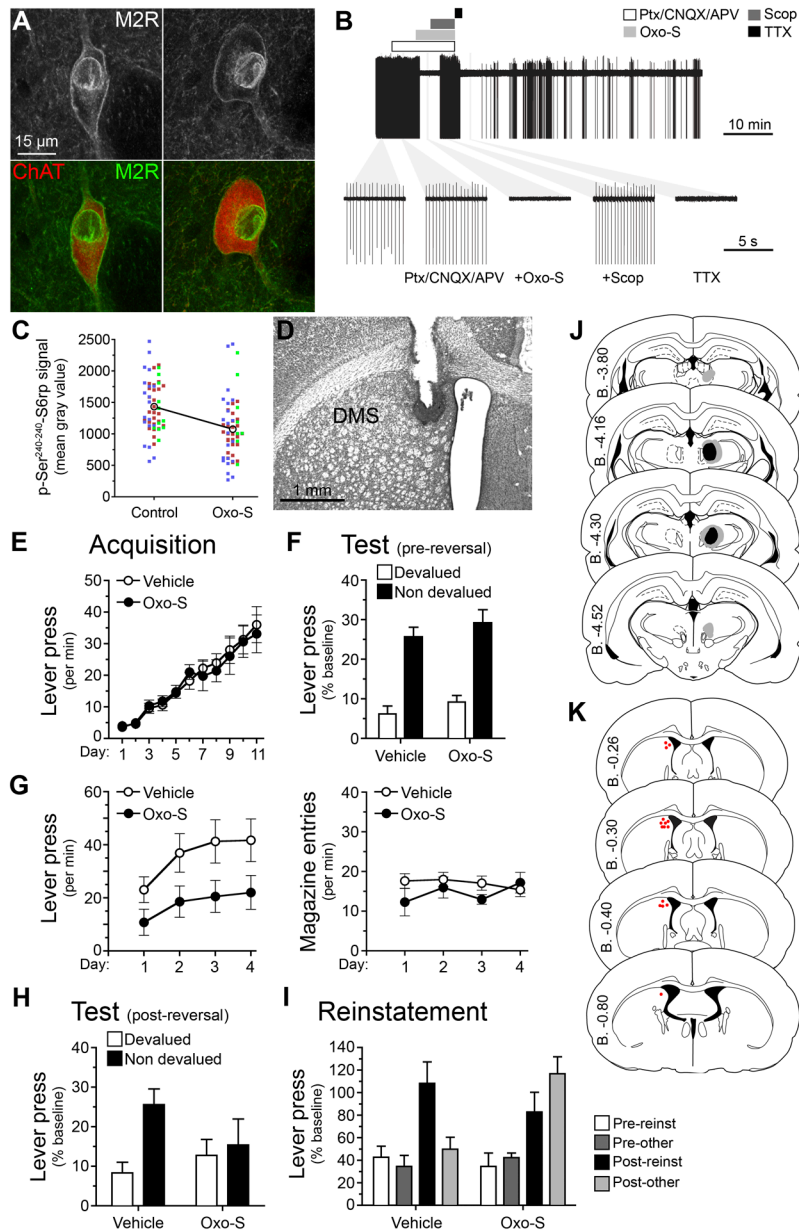 A
M2R
15 µm
ChAT
M2R
B
Ptx/CNQX/APV
Scop
Oxo-S
TTX
10 min
5 s
Ptx/CNQX/APV
+Oxo-S
+Scop
TTX
C
p-Ser240-240-S6rp signal
(mean gray value)
2500
2000
1500
1000
500
0
Control
Oxo-S
D
DMS
1 mm
E
Acquisition
Vehicle
Oxo-S
Lever press
(per min)
50
40
30
20
10
0
Day:
1
3
5
7
9
11
F
Test (pre-reversal)
Devalued
Non devalued
Lever press
(% baseline)
40
30
20
10
0
Vehicle
Oxo-S
G
Vehicle
Oxo-S
Lever press
(per min)
60
40
20
0
Day:
1
2
3
4
Vehicle
Oxo-S
Magazine entries
(per min)
40
30
20
10
0
Day:
1
2
3
4
H
Test (post-reversal)
Devalued
Non devalued
Lever press
(% baseline)
40
30
20
10
0
Vehicle
Oxo-S
I
Reinstatement
Lever press
(% baseline)
140
120
100
80
60
40
20
0
Vehicle
Oxo-S
Pre-reinst
Pre-other
Post-reinst
Post-other
J
B. -3.80
B. -4.16
B. -4.30
B. -4.52
K
B. -0.26
B. -0.30
B. -0.40
B. -0.80